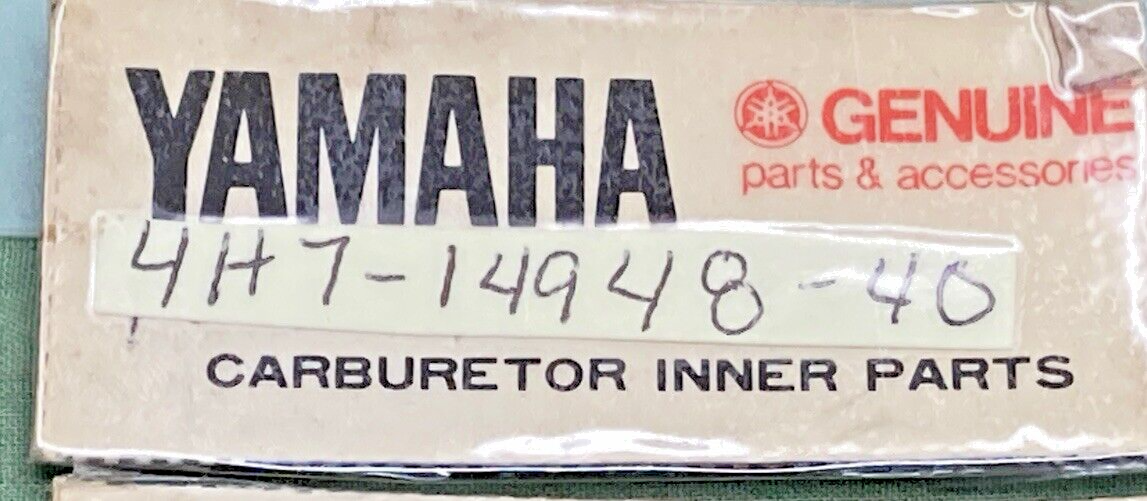 YAMAHA
GENUINE
parts & accessories
4H7-14948-40
CARBURETOR INNER PARTS